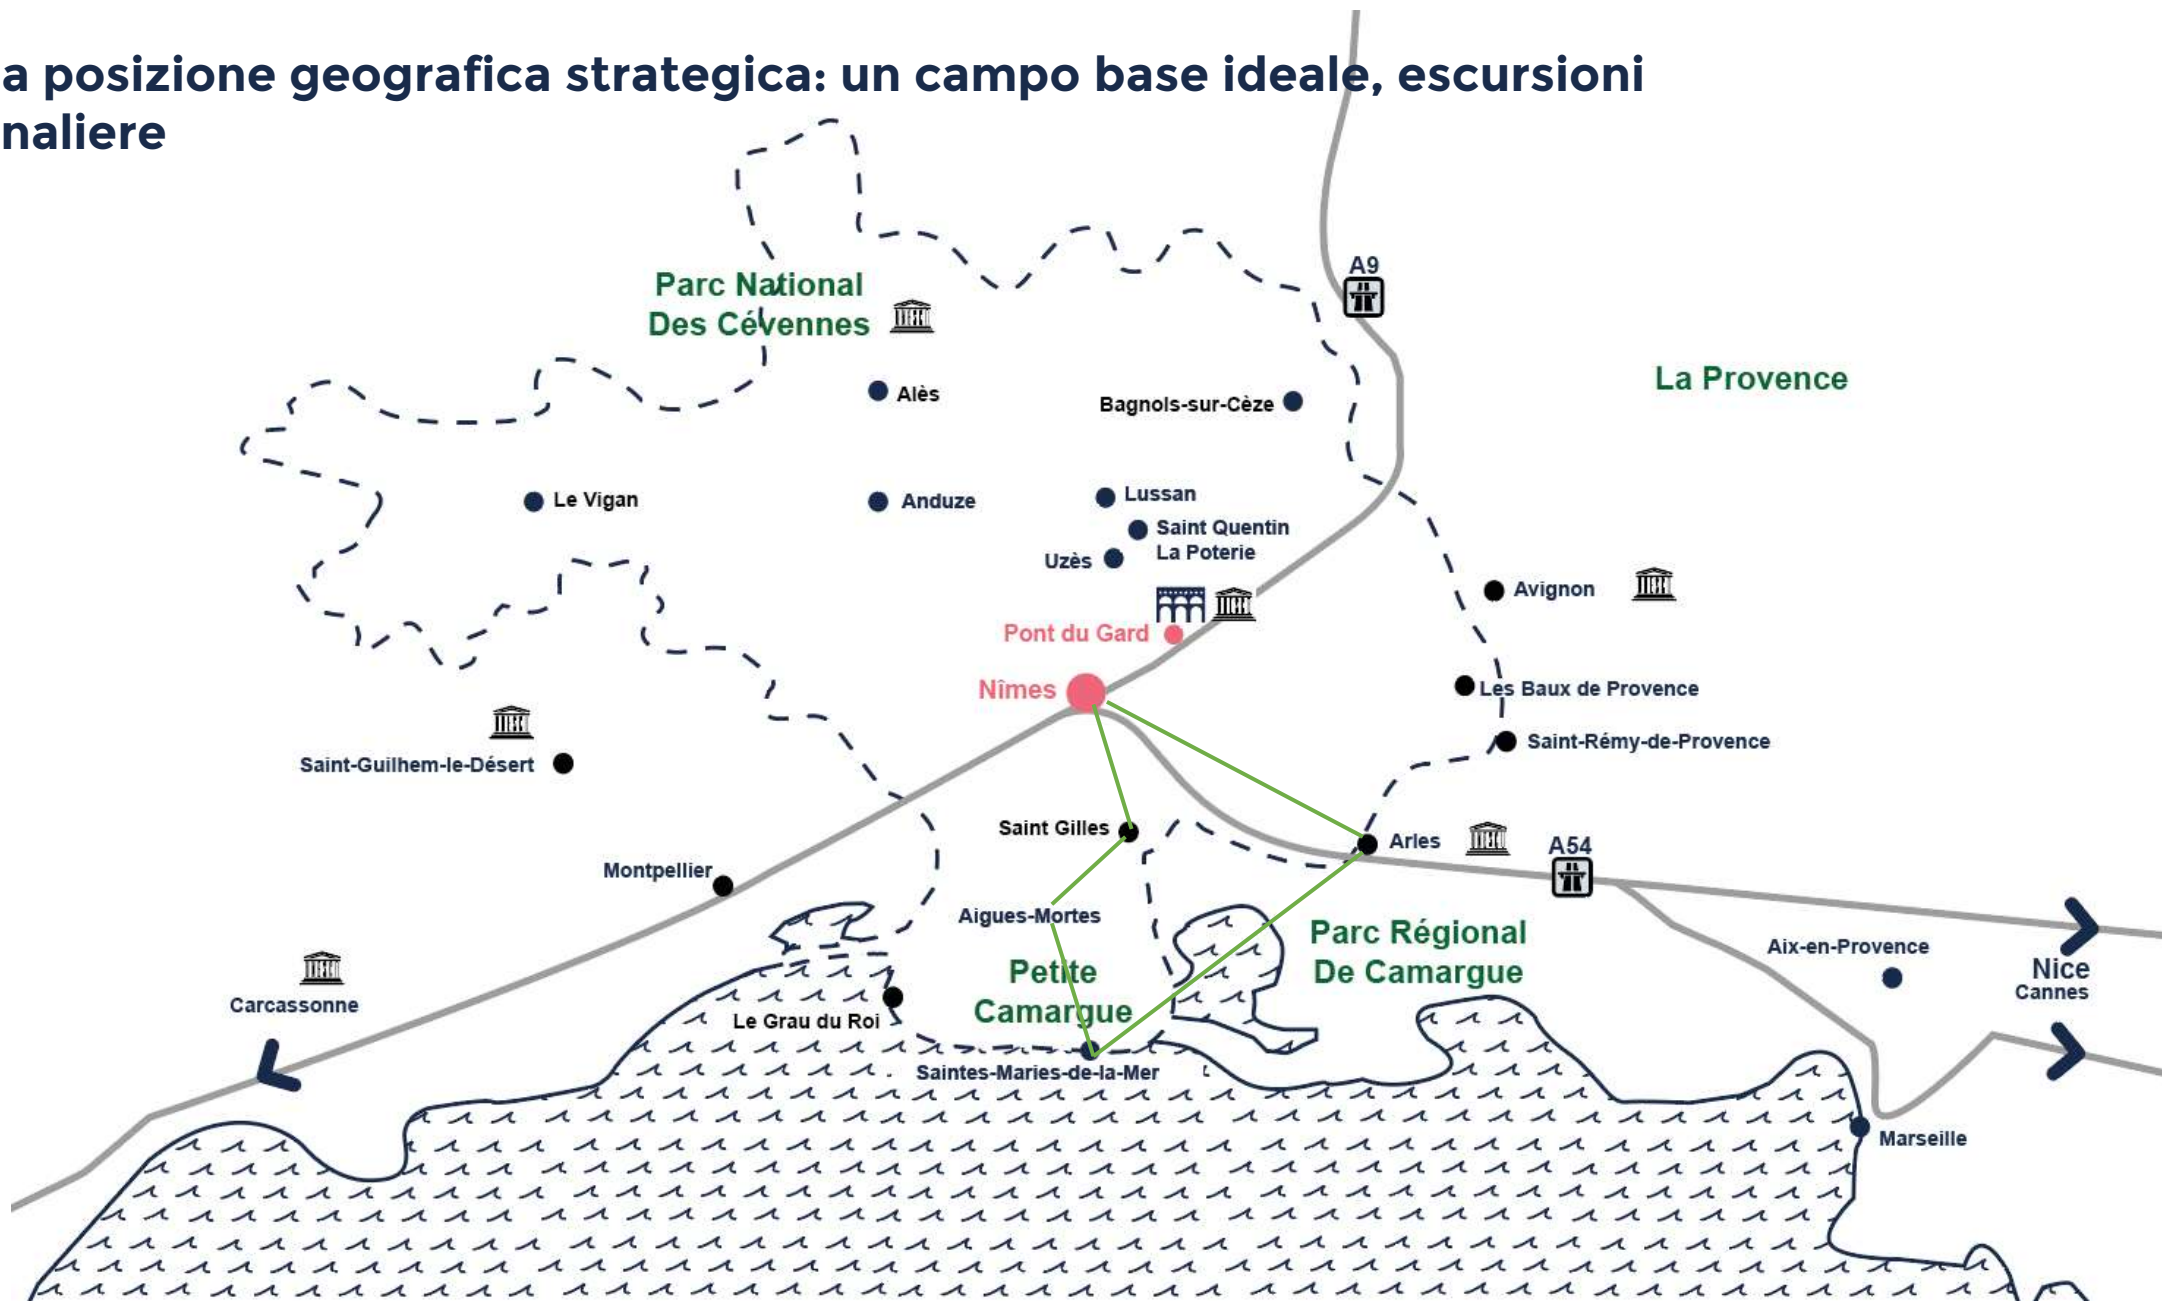 a posizione geografica strategica: un campo base ideale, escursioni
naliere
A9
Parc National
Des Cévennes
La Provence
Alès
Bagnols-sur-Cèze
Le Vigan
Anduze
Lussan
Saint Quentin
La Poterie
Uzès
Avignon
Pont du Gard
Nîmes
Les Baux de Provence
Saint-Rémy-de-Provence
Saint-Guilhem-le-Désert
Saint Gilles
Arles
A54
Montpellier
Aigues-Mortes
Parc Régional
De Camargue
Aix-en-Provence
Petite
Camargue
Nice
Cannes
Carcassonne
Le Grau du Roi
Saintes-Maries-de-la-Mer
Marseille